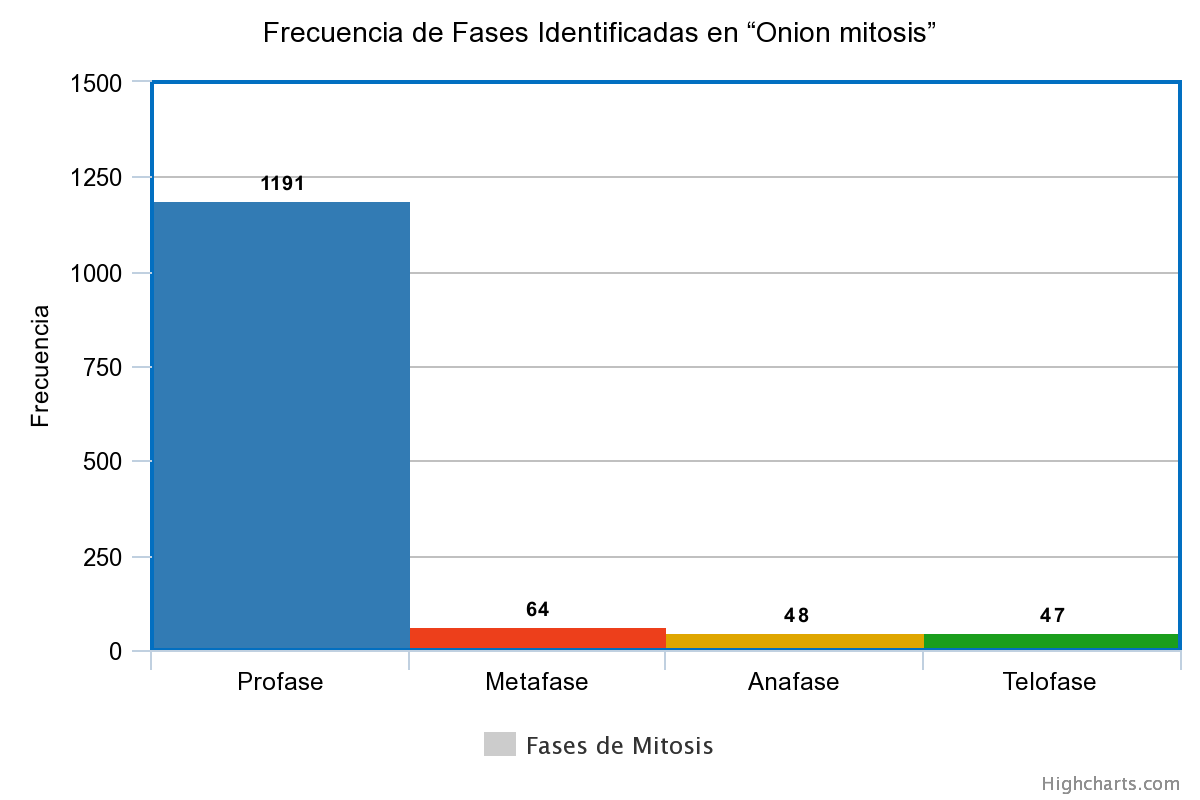 Frecuencia de Fases Identificadas en “Onion mitosis”
1500
1250
1000
750
500
250
0
Frecuencia
1191
64
48
47
Profase
Metafase
Anafase
Telofase
Fases de Mitosis
Highcharts.com